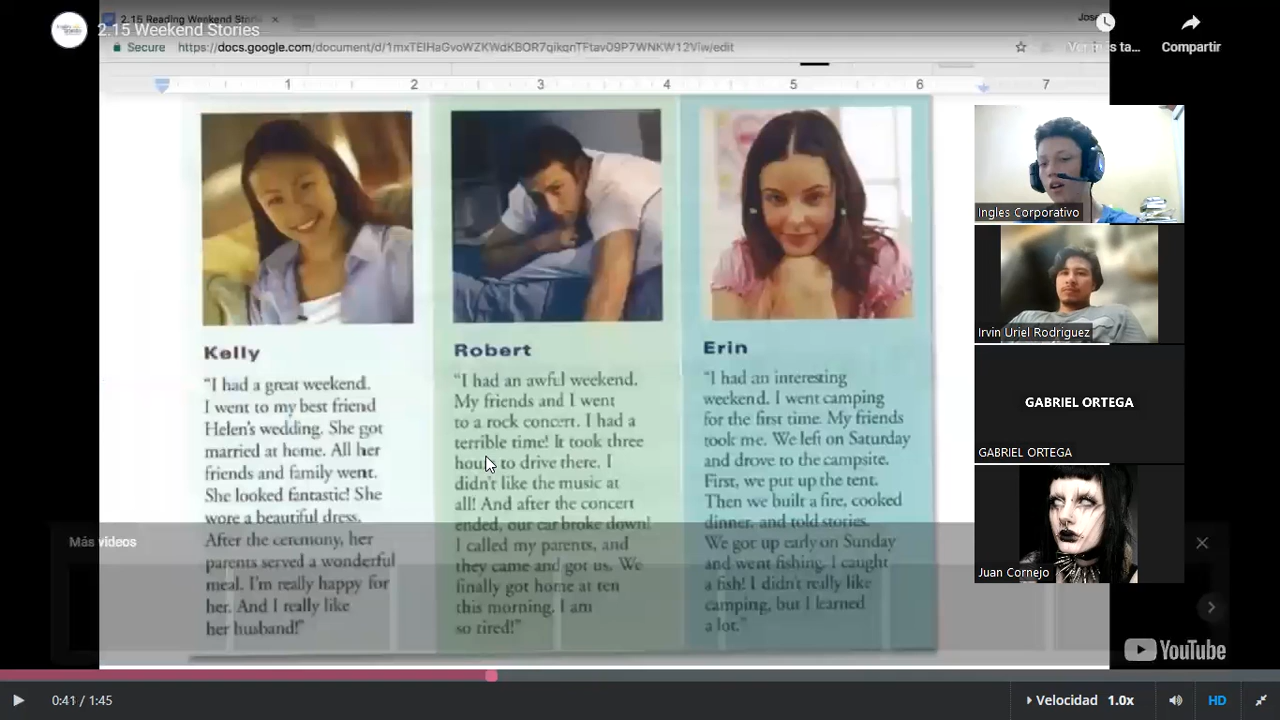 2.15 Reading Weekend Stori
2.15 Weekend Stories
Secure https://docs.google.com/document/d/1mxTEIHaGvoWZKWdKBOR7qikqnTFtav09P7WNKW12Viw/edit
Compartir
1 2 3 4 5 6 7
Kelly
"I had a great weekend.
I went to my best friend
Helen's wedding. She got
married at home. All her
friends and family went.
She looked fantastic! She
wore a beautiful dress.
After the ceremony, her
parents served a wonderful
meal. I'm really happy for
her. And I really like
her husband!"
Robert
"I had an awful weekend.
My friends and I went
to a rock concert. I had a
terrible time! It took three
hours to drive there. I
didn't like the music at
all! And after the concert
ended, our car broke down!
I called my parents, and
they came and got us. We
finally got home at ten
this morning. I am
so tired!"
Erin
"I had an interesting
weekend. I went camping
for the first time. My friends
took me. We left on Saturday
and drove to the campsite.
First, we put up the tent.
Then we built a fire, cooked
dinner, and told stories.
We got up early on Sunday
and went fishing. I caught
a fish! I didn't really like
camping, but I learned
a lot."
Ingles Corporativo
Irvin Uriel Rodriguez
GABRIEL ORTEGA
GABRIEL ORTEGA
Juan Cornejo
Más videos
YouTube
0:41 / 1:45
Velocidad 1.0x
HD